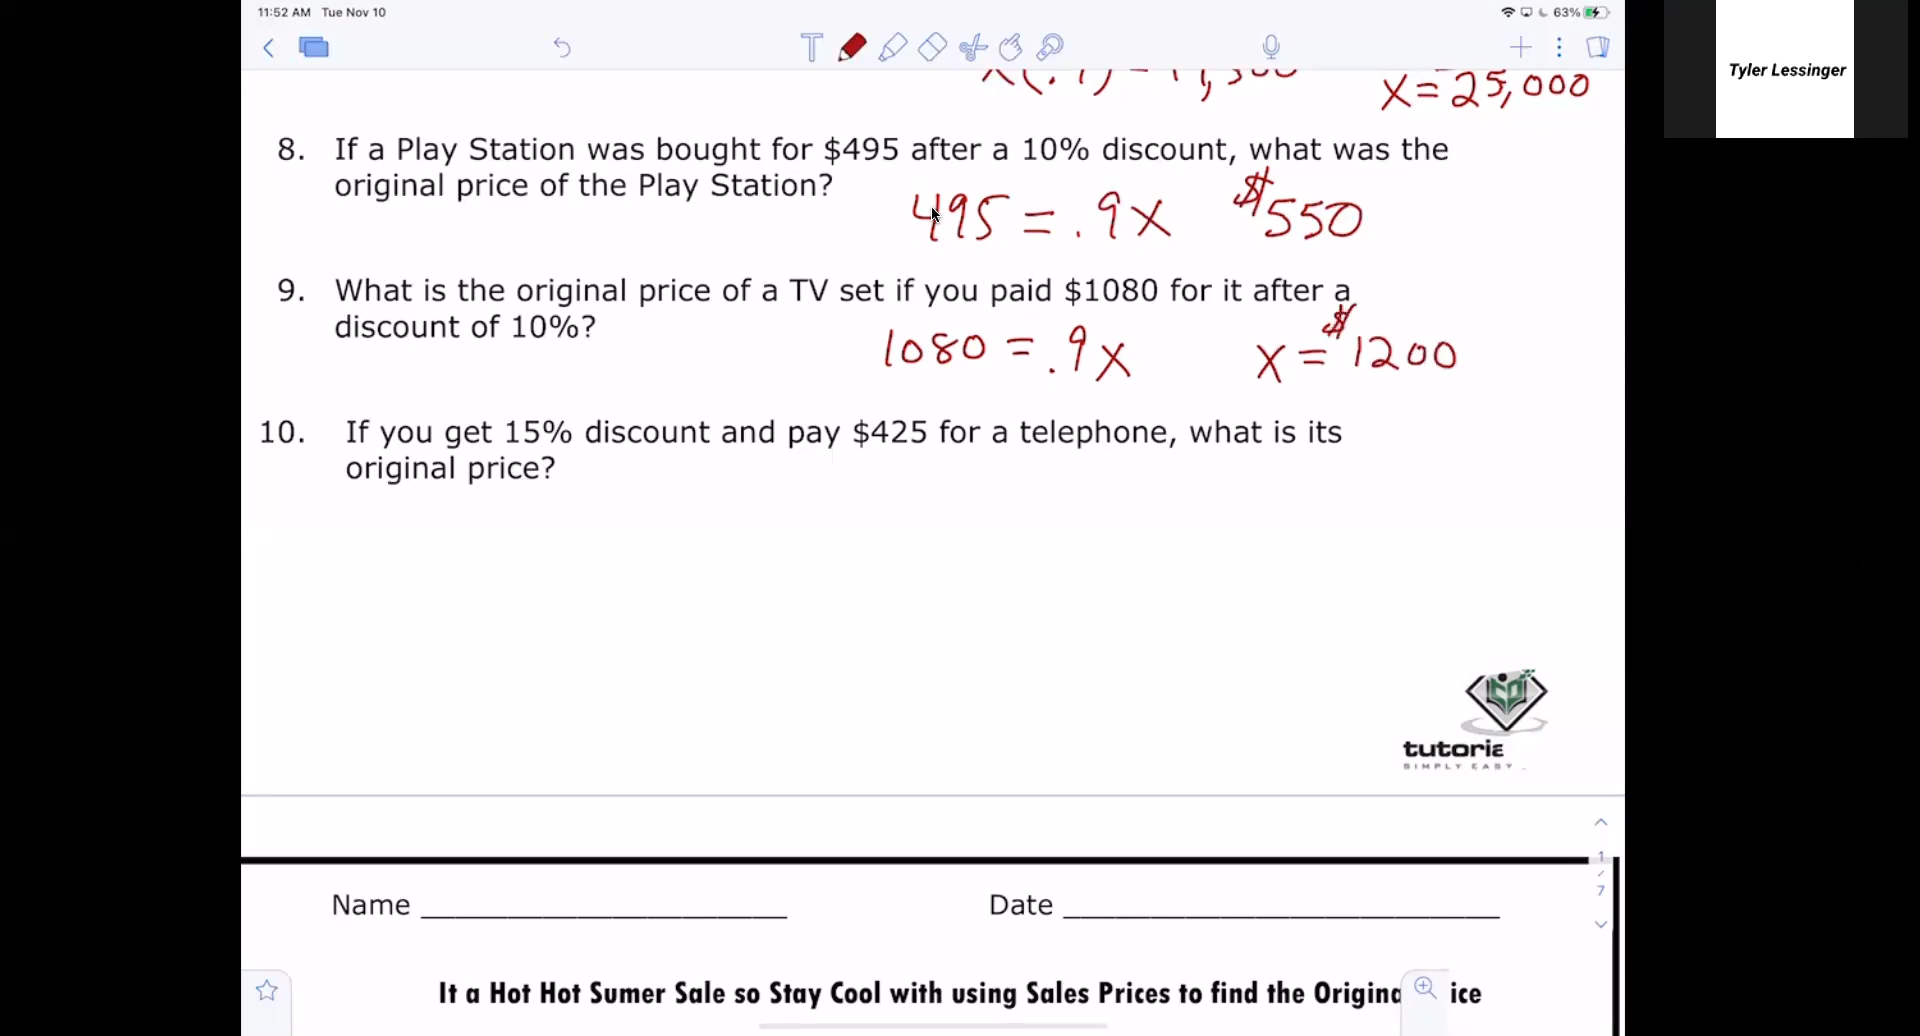 11:52 AM Tue Nov 10
63%
Tyler Lessinger
x = 25,000
8. If a Play Station was bought for $495 after a 10% discount, what was the
original price of the Play Station?
495 = .9x $550
9. What is the original price of a TV set if you paid $1080 for it after a
discount of 10%?
1080 = .9x x = $1200
10. If you get 15% discount and pay $425 for a telephone, what is its
original price?
SIMPLY EASY
1
/
7
Name ____________________ Date ____________________
It a Hot Hot Sumer Sale so Stay Cool with using Sales Prices to find the Origina ice